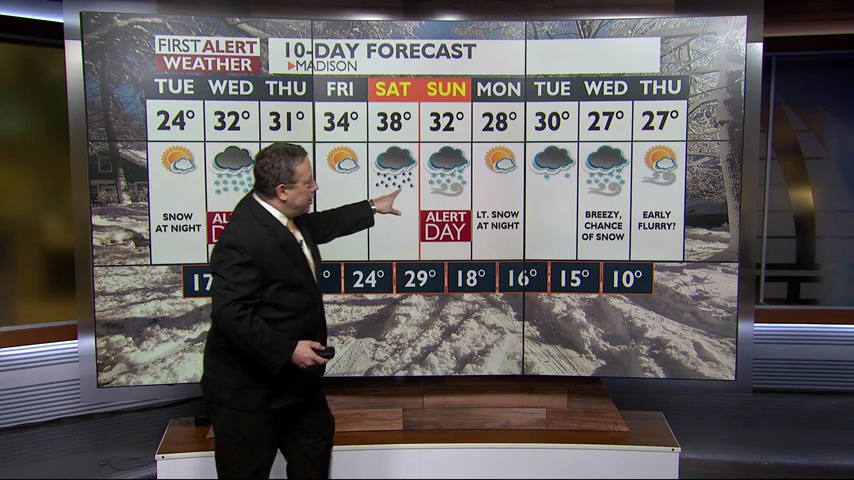 FIRST ALERT
WEATHER
10-DAY FORECAST
MADISON
TUE WED THU FRI SAT SUN MON TUE WED THU
24° 32° 31° 34° 38° 32° 28° 30° 27° 27°
SNOW
AT NIGHT
ALERT
DAY
LT. SNOW
AT NIGHT
BREEZY,
CHANCE
OF SNOW
EARLY
FLURRY?
24° 29° 18° 16° 15° 10°